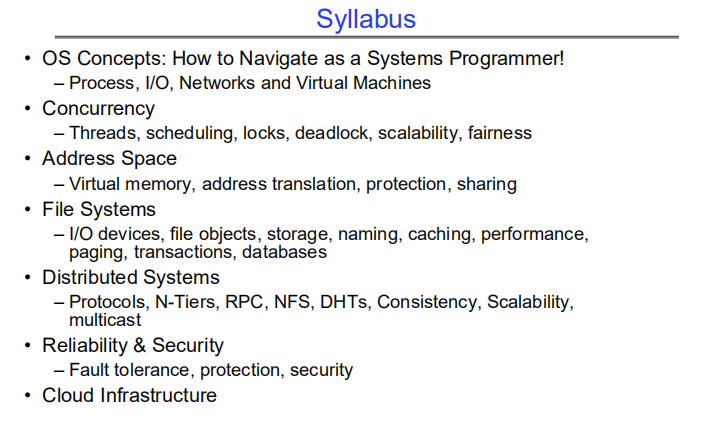 Syllabus
• OS Concepts: How to Navigate as a Systems Programmer!
– Process, I/O, Networks and Virtual Machines
• Concurrency
– Threads, scheduling, locks, deadlock, scalability, fairness
• Address Space
– Virtual memory, address translation, protection, sharing
• File Systems
– I/O devices, file objects, storage, naming, caching, performance,
paging, transactions, databases
• Distributed Systems
– Protocols, N-Tiers, RPC, NFS, DHTs, Consistency, Scalability,
multicast
• Reliability & Security
– Fault tolerance, protection, security
• Cloud Infrastructure